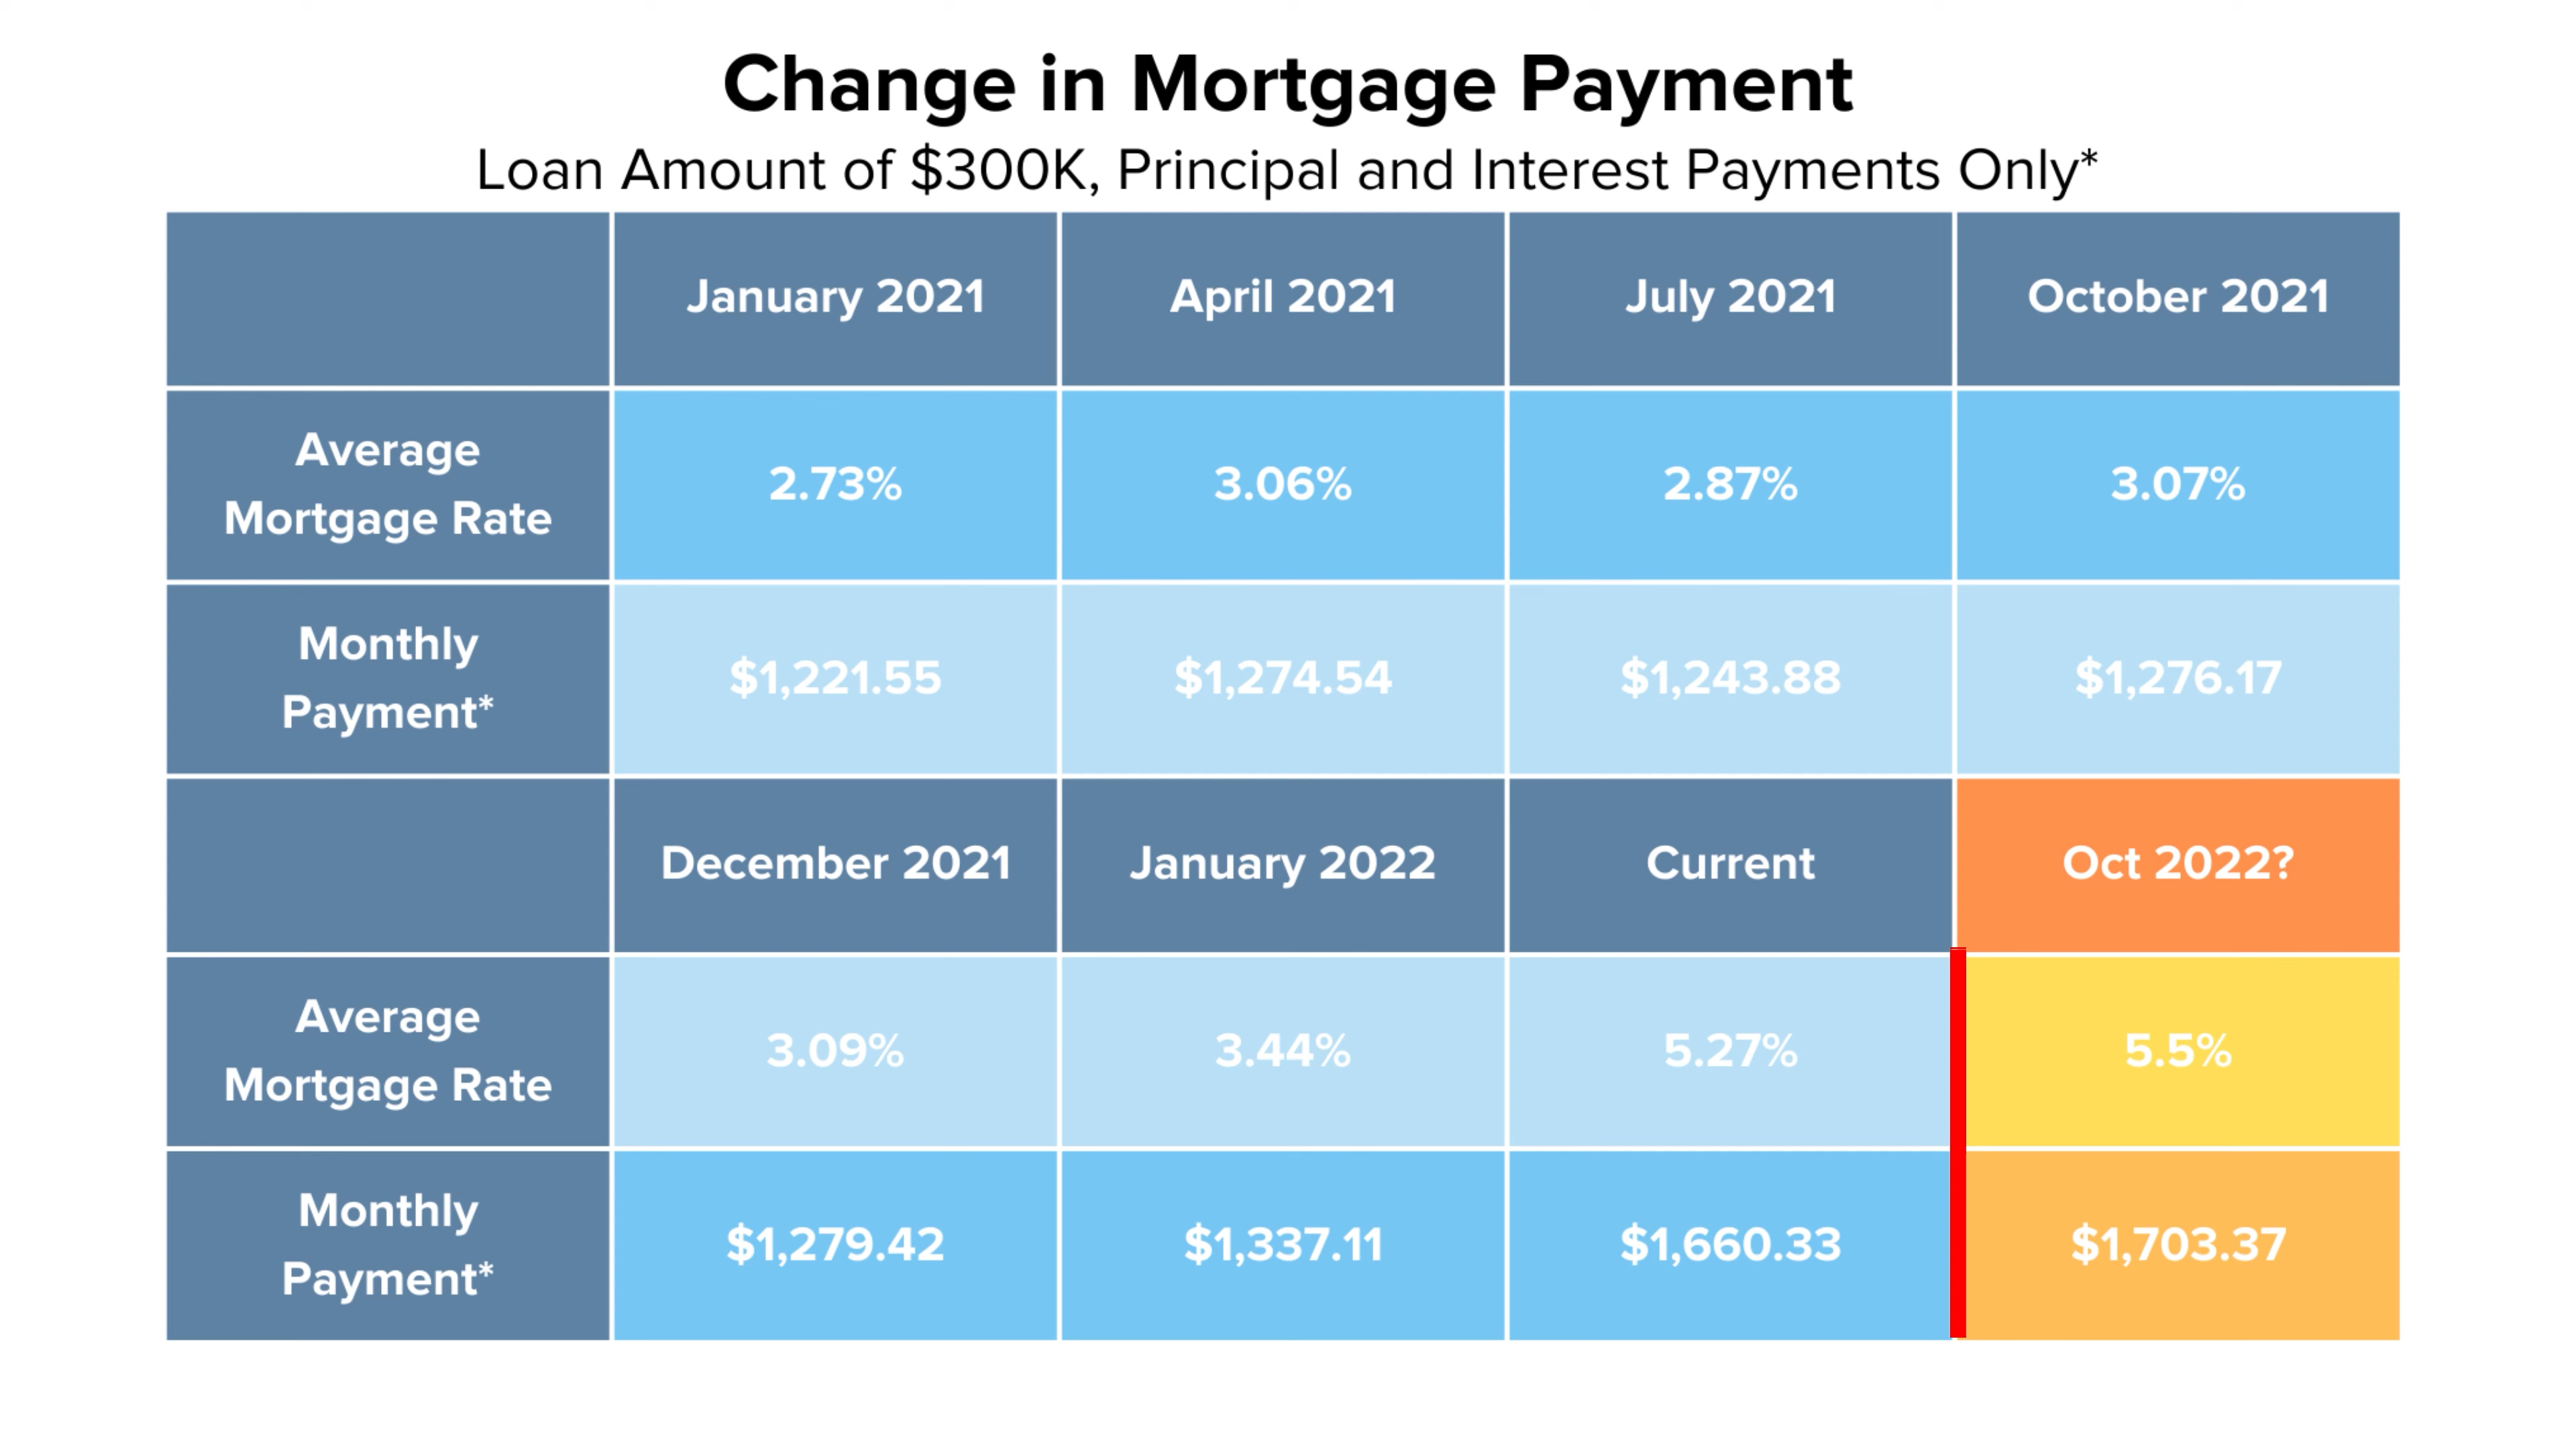 Change in Mortgage Payment
Loan Amount of $300K, Principal and Interest Payments Only*
January 2021 April 2021 July 2021 October 2021
Average
Mortgage Rate
2.73% 3.06% 2.87% 3.07%
Monthly
Payment*
$1,221.55 $1,274.54 $1,243.88 $1,276.17
December 2021 January 2022 Current Oct 2022?
Average
Mortgage Rate
3.09% 3.44% 5.27% 5.5%
Monthly
Payment*
$1,279.42 $1,337.11 $1,660.33 $1,703.37